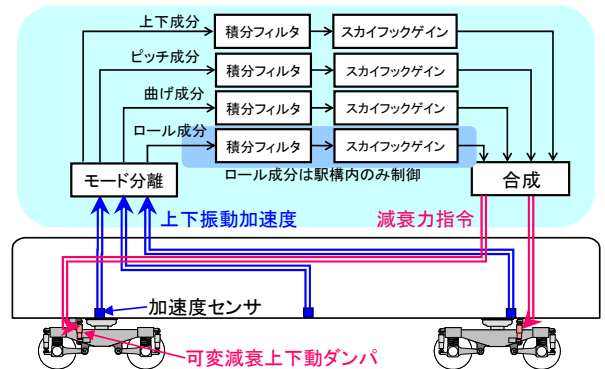 上下成分
積分フィルタ
スカイフックゲイン
ピッチ成分
積分フィルタ
スカイフックゲイン
曲げ成分
積分フィルタ
スカイフックゲイン
ロール成分
積分フィルタ
スカイフックゲイン
ロール成分は駅構内のみ制御
モード分離
合成
上下振動加速度
減衰力指令
加速度センサ
可変減衰上下動ダンパ